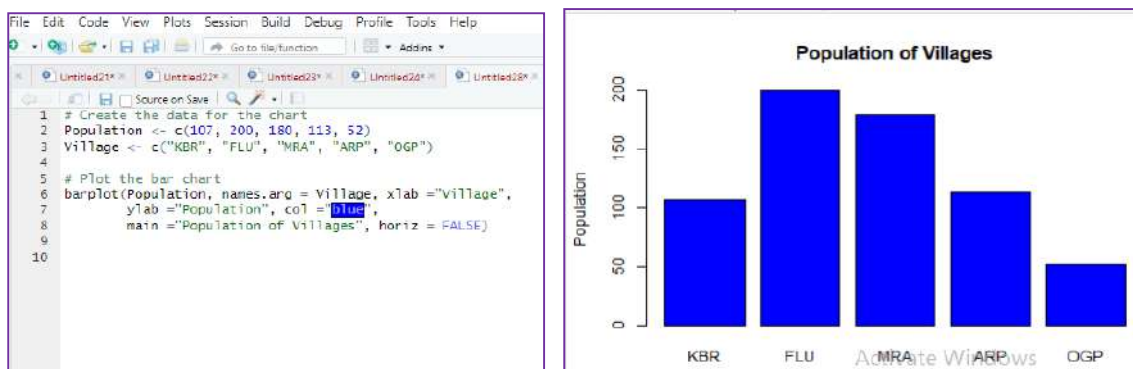 File Edit Code View Plots Session Build Debug Profile Tools Help
Go to file/function Addins
Untitled21* Untitled22* Untitled23* Untitled24* Untitled28*
Source on Save
1 # Create the data for the chart
2 Population <- c(107, 200, 180, 113, 52)
3 Village <- c("KBR", "FLU", "MRA", "ARP", "OGP")
4
5 # Plot the bar chart
6 barplot(Population, names.arg = Village, xlab ="Village",
7 ylab ="Population", col ="blue",
8 main ="Population of Villages", horiz = FALSE)
9
10
Population of Villages
Population
200
150
100
50
0
KBR FLU MRA ARP OGP
Activate Windows